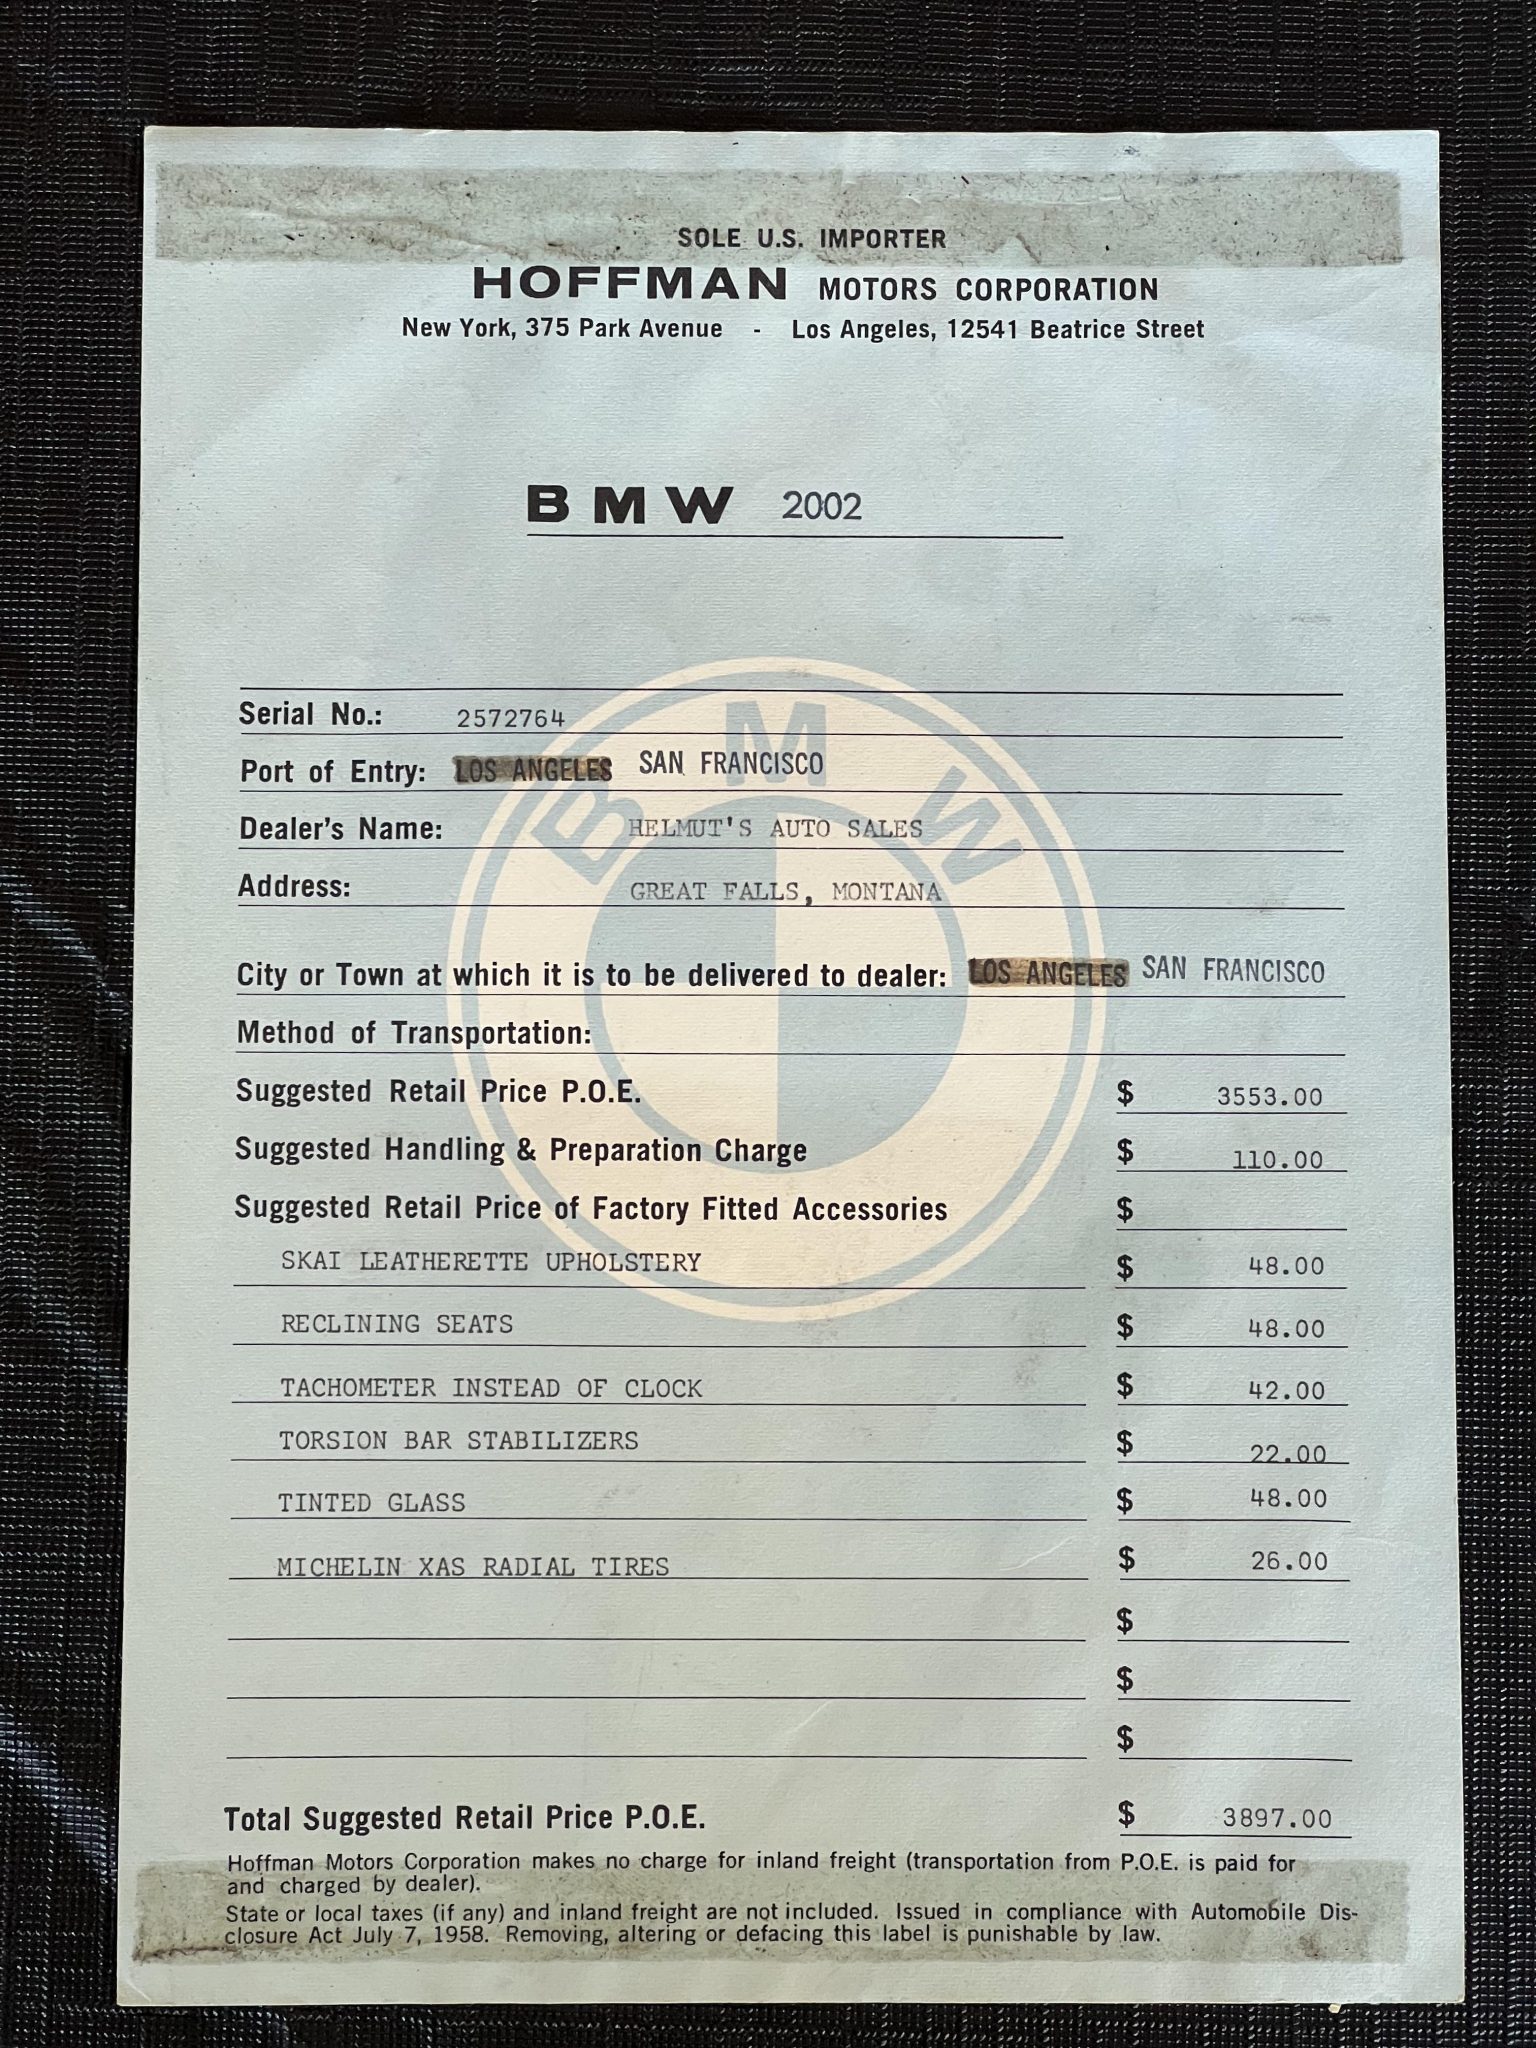 SOLE U.S. IMPORTER
HOFFMAN MOTORS CORPORATION
New York, 375 Park Avenue - Los Angeles, 12541 Beatrice Street
BMW 2002
Serial No.: 2572764
Port of Entry: LOS ANGELES SAN FRANCISCO
Dealer's Name: HELMUT'S AUTO SALES
Address: GREAT FALLS, MONTANA
City or Town at which it is to be delivered to dealer: LOS ANGELES SAN FRANCISCO
Method of Transportation:
Suggested Retail Price P.O.E. $ 3553.00
Suggested Handling & Preparation Charge $ 110.00
Suggested Retail Price of Factory Fitted Accessories $
SKAI LEATHERETTE UPHOLSTERY $ 48.00
RECLINING SEATS $ 48.00
TACHOMETER INSTEAD OF CLOCK $ 42.00
TORSION BAR STABILIZERS $ 22.00
TINTED GLASS $ 48.00
MICHELIN XAS RADIAL TIRES $ 26.00
$
$
$
Total Suggested Retail Price P.O.E. $ 3897.00
Hoffman Motors Corporation makes no charge for inland freight (transportation from P.O.E. is paid for
and charged by dealer).
State or local taxes (if any) and inland freight are not included. Issued in compliance with Automobile Dis-
closure Act July 7, 1958. Removing, altering or defacing this label is punishable by law.
BMW